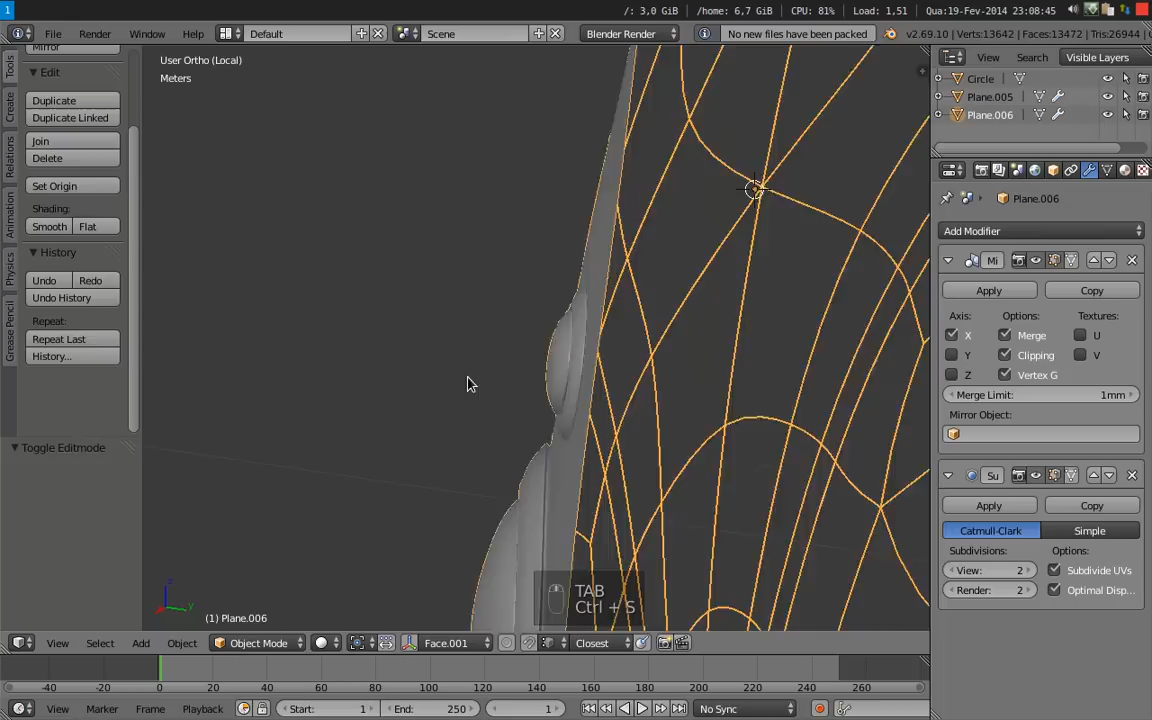 1 /: 3,0 GiB /home: 6,7 GiB CPU: 81% Load: 1,51 Qua:19-Fev-2014 23:08:45
File Render Window Help Default Scene Blender Render No new files have been packed v2.69.10 | Verts:13642 | Faces:13472 | Tris:26944 |
View Search Visible Layers
Circle
Plane.005
Plane.006
Plane.006
Add Modifier
Mi
Apply Copy
Axis: Options: Textures:
X Merge U
Y Clipping V
Z Vertex G
Merge Limit: 1mm
Mirror Object:
Su
Apply Copy
Catmull-Clark Simple
Subdivisions: Options:
View: 2 Subdivide UVs
Render: 2 Optimal Disp...
Tools
Create
Relations
Animation
Physics
Grease Pencil
Mirror
Edit
Duplicate
Duplicate Linked
Join
Delete
Set Origin
Shading:
Smooth Flat
History
Undo Redo
Undo History
Repeat:
Repeat Last
History...
Toggle Editmode
User Ortho (Local)
Meters
TAB
Ctrl + S
z
y
(1) Plane.006
View Select Add Object Object Mode Face.001 Closest
-40 -20 0 20 40 60 80 100 120 140 160 180 200 220 240 260
View Marker Frame Playback Start: 1 End: 250 1 No Sync